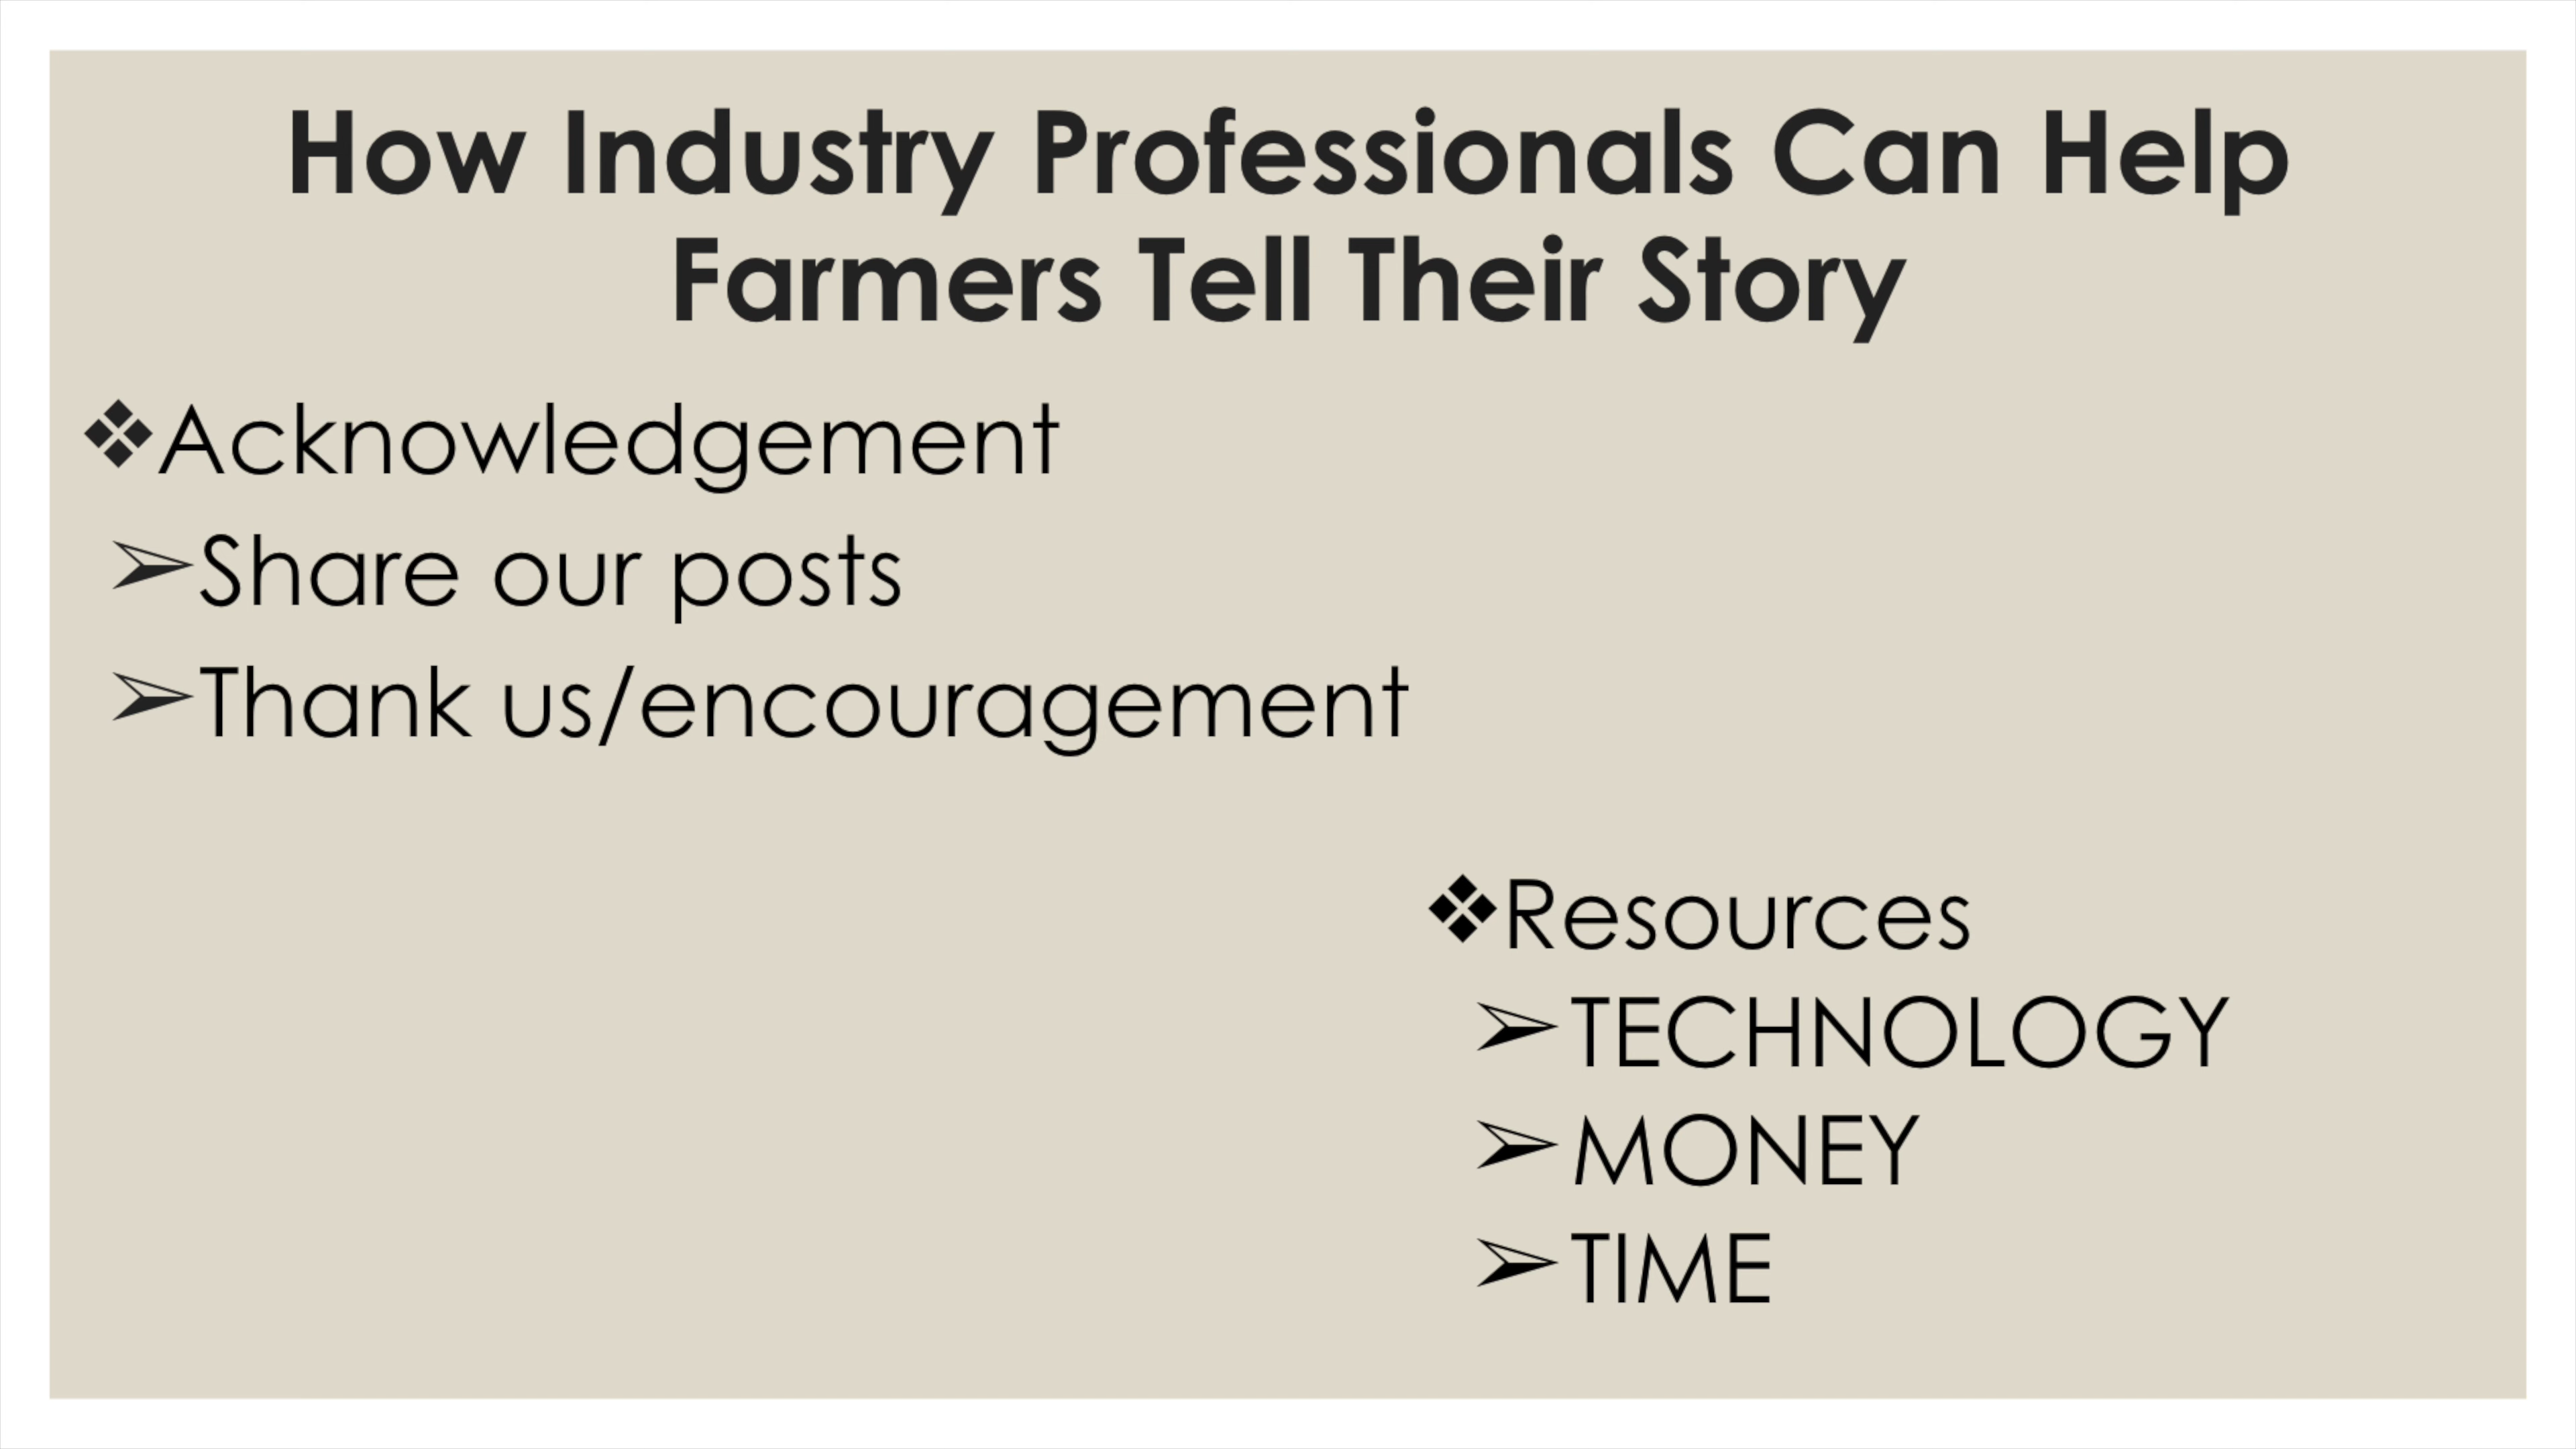 How Industry Professionals Can Help
Farmers Tell Their Story
❖Acknowledgement
➢Share our posts
➢Thank us/encouragement
❖Resources
➢TECHNOLOGY
➢MONEY
➢TIME